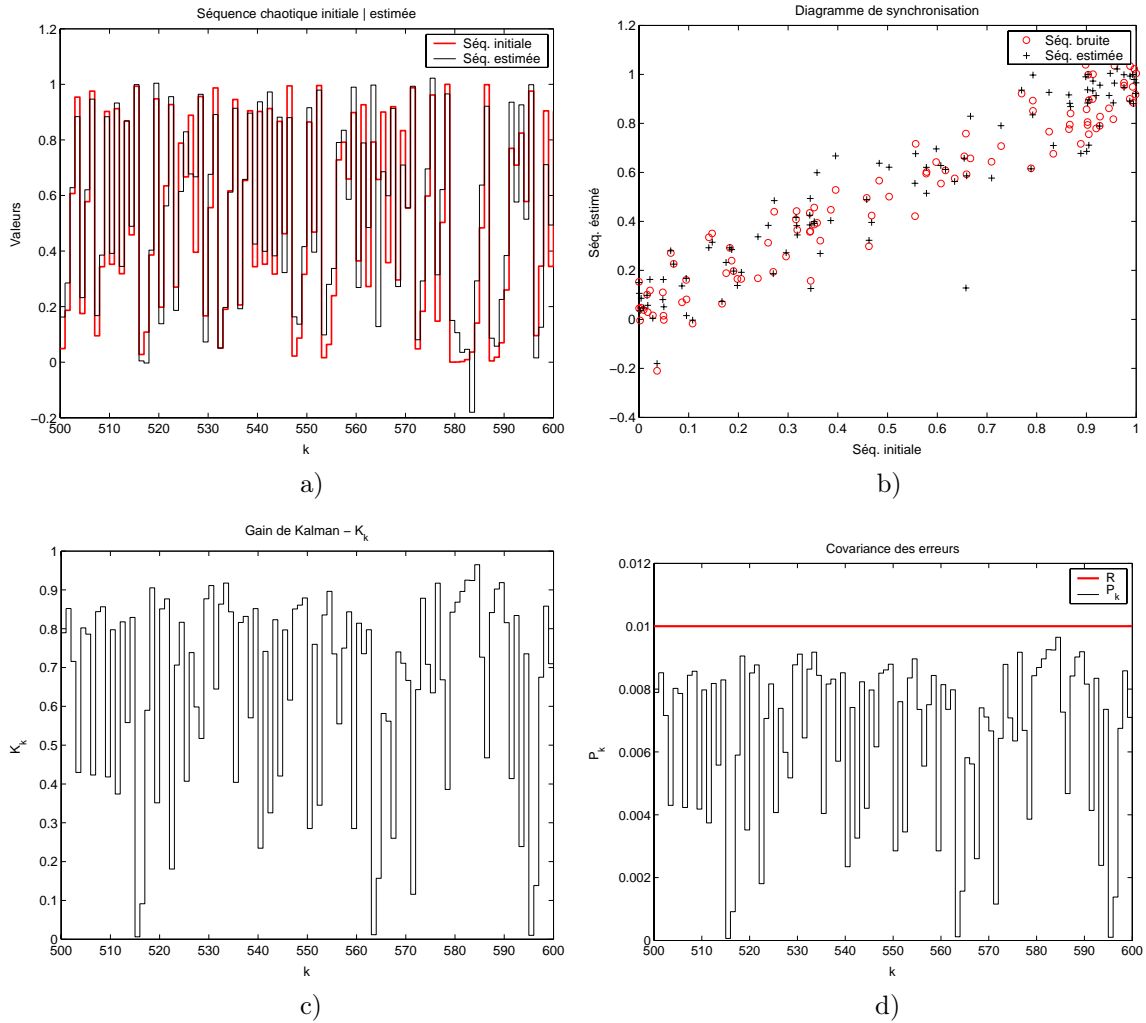 Séquence chaotique initiale | estimée
Séq. initiale
Séq. estimée
1.2
1
0.8
0.6
0.4
0.2
0
−0.2
Valeurs
500 510 520 530 540 550 560 570 580 590 600
k
a)
Diagramme de synchronisation
Séq. bruite
Séq. estimée
1.2
1
0.8
0.6
0.4
0.2
0
−0.2
−0.4
Séq. éstimé
0 0.1 0.2 0.3 0.4 0.5 0.6 0.7 0.8 0.9 1
Séq. initiale
b)
Gain de Kalman − Kk
1
0.9
0.8
0.7
0.6
0.5
0.4
0.3
0.2
0.1
0
Kk
500 510 520 530 540 550 560 570 580 590 600
k
c)
Covariance des erreurs
R
Pk
0.012
0.01
0.008
0.006
0.004
0.002
0
Pk
500 510 520 530 540 550 560 570 580 590 600
k
d)